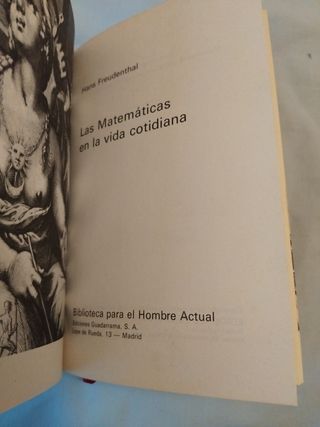 Hans Freudenthal
Las Matemáticas
en la vida cotidiana
Biblioteca para el Hombre Actual
Ediciones Guadarrama, S. A.
Lope de Rueda, 13 — Madrid